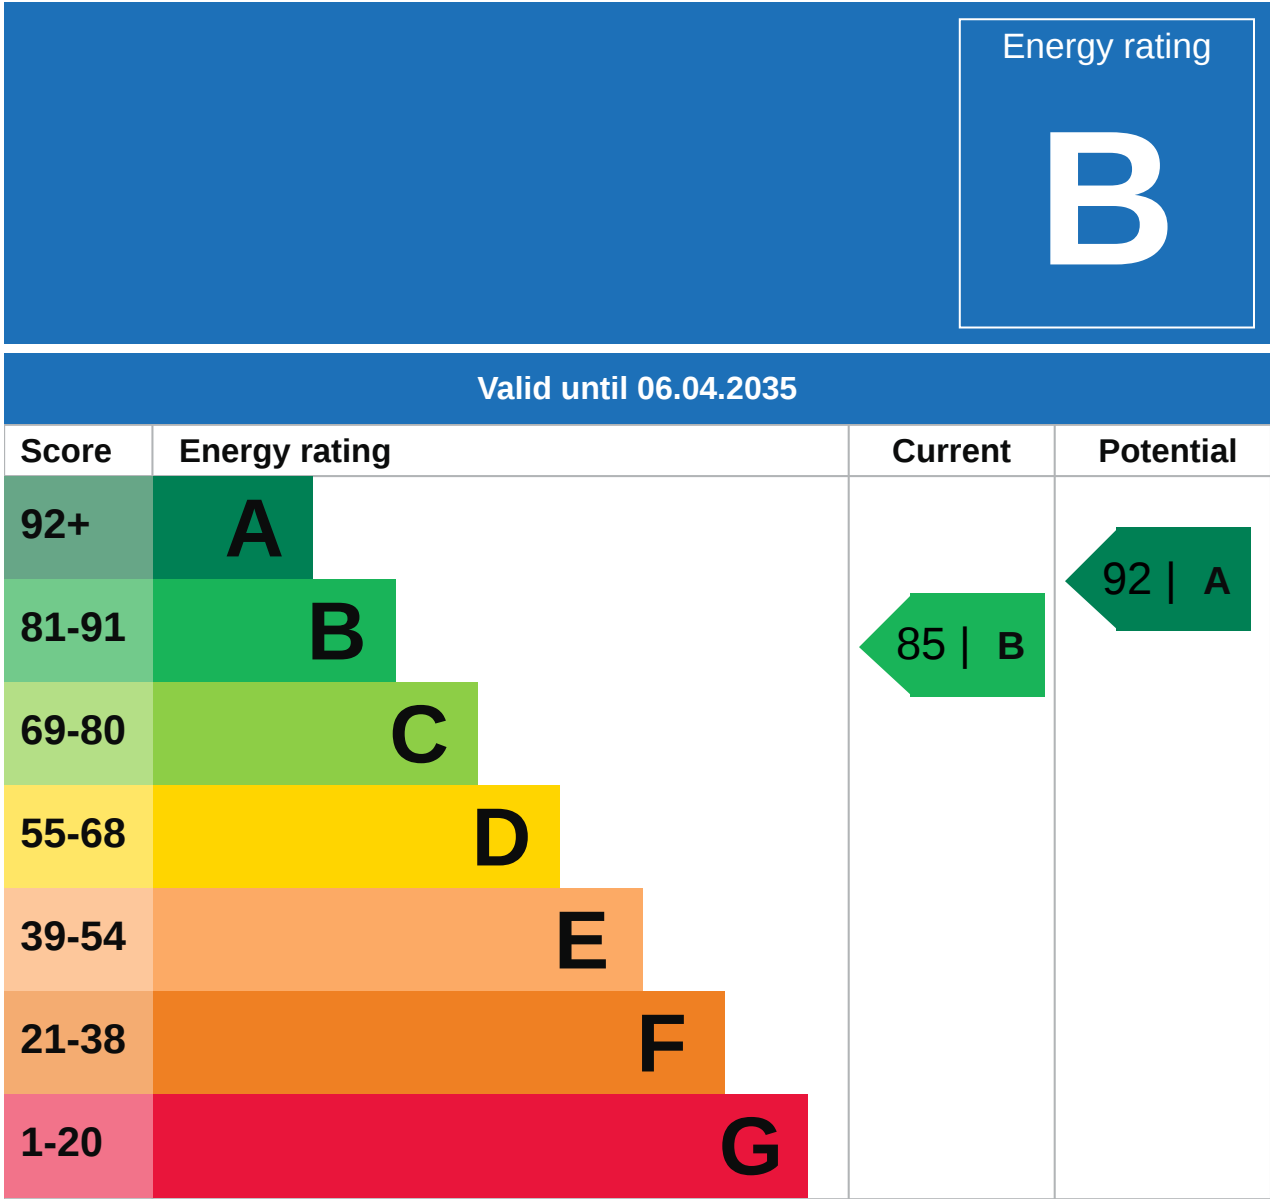 Energy rating
B
Valid until 06.04.2035
Score Energy rating Current Potential
92+ A
92 | A
81-91 B
85 | B
69-80 C
55-68 D
39-54 E
21-38 F
1-20 G